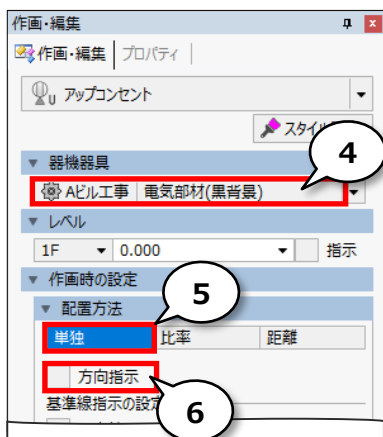 作画・編集
作画・編集 プロパティ
U アップコンセント
スタイル
4
▼ 器機器具
Aビル工事 電気部材(黒背景)
▼ レベル
1F 0.000 指示
▼ 作画時の設定
5
▼ 配置方法
単独 比率 距離
方向指示
6
基準線指示の設